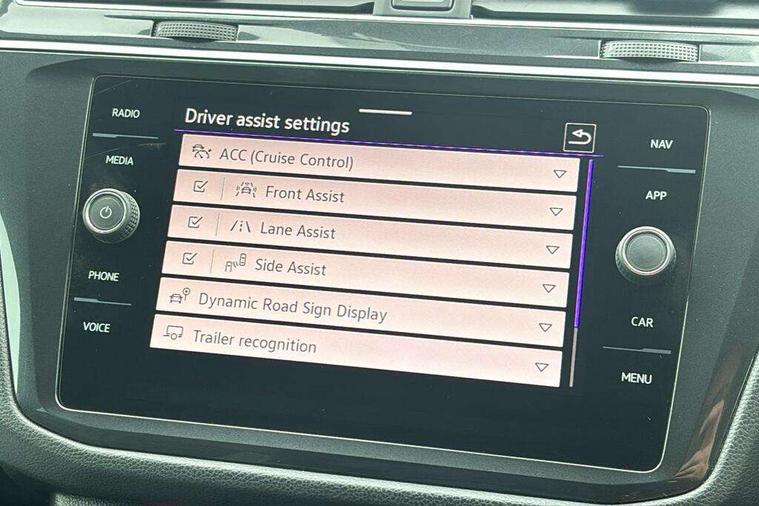 Driver assist settings
RADIO
MEDIA
PHONE
VOICE
ACC (Cruise Control)
Front Assist
Lane Assist
Side Assist
Dynamic Road Sign Display
Trailer recognition
NAV
APP
CAR
MENU